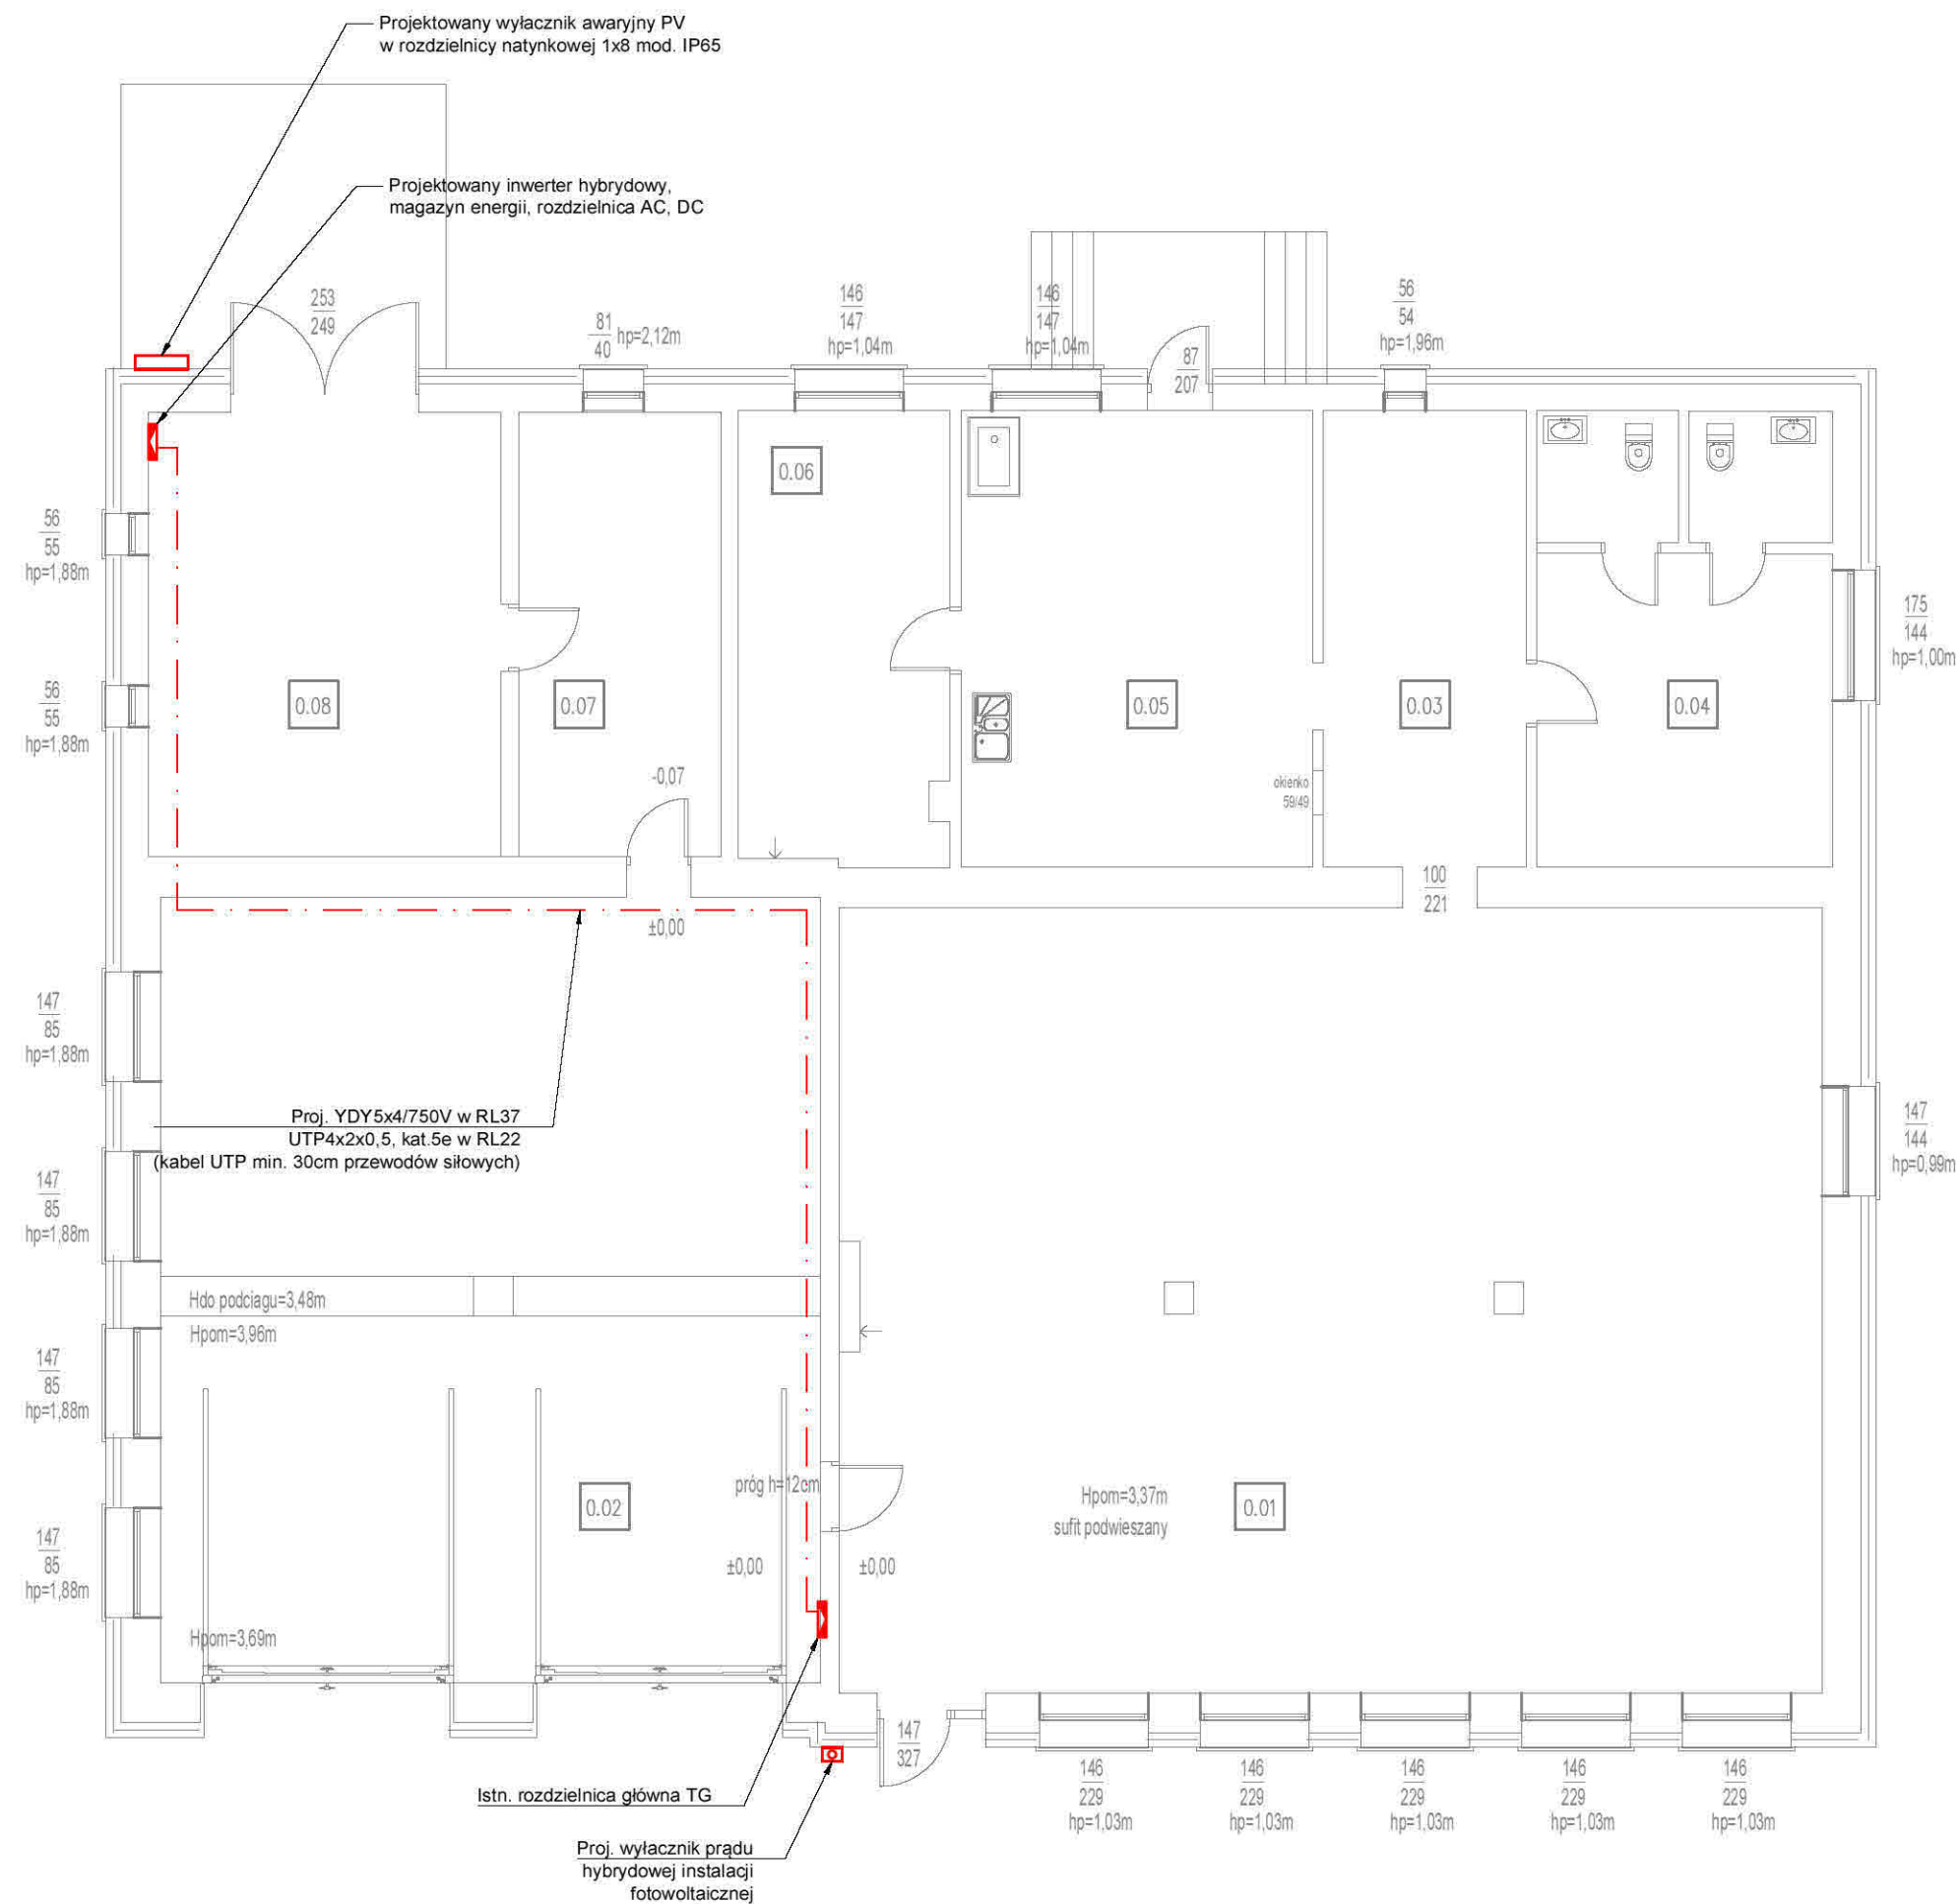 Projektowany wyłacznik awaryjny PV
w rozdzielnicy natynkowej 1x8 mod. IP65
Projektowany inwerter hybrydowy,
magazyn energii, rozdzielnica AC, DC
253
249
81
40
hp=2,12m
146
147
hp=1,04m
146
147
hp=1,04m
87
207
56
54
hp=1,96m
0.06
56
55
hp=1,88m
175
144
hp=1,00m
56
55
hp=1,88m
0.08
0.07
0.05
0.03
0.04
-0,07
okienko
59/49
100
221
±0,00
147
85
hp=1,88m
Proj. YDY5x4/750V w RL37
UTP4x2x0,5, kat.5e w RL22
(kabel UTP min. 30cm przewodów siłowych)
147
144
hp=0,99m
147
85
hp=1,88m
Hdo podciagu=3,48m
Hpom=3,96m
147
85
hp=1,88m
próg h=12cm
0.02
Hpom=3,37m
sufit podwieszany
0.01
147
85
hp=1,88m
±0,00
±0,00
Hpom=3,69m
147
327
Istn. rozdzielnica główna TG
146
229
hp=1,03m
146
229
hp=1,03m
146
229
hp=1,03m
146
229
hp=1,03m
146
229
hp=1,03m
Proj. wyłacznik prądu
hybrydowej instalacji
fotowoltaicznej